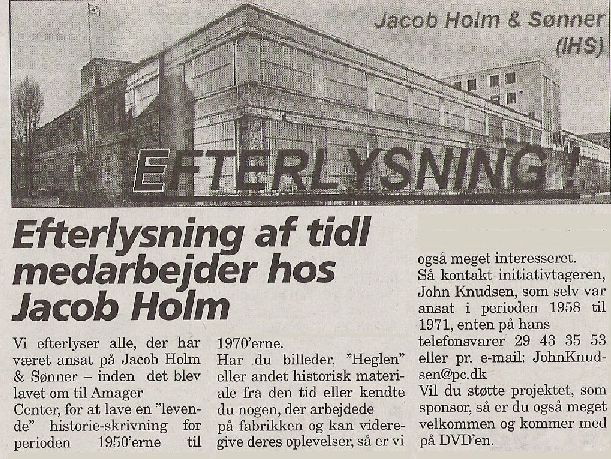 Jacob Holm & Sønner
(IHS)
EFTERLYSNING !
Efterlysning af tidl
medarbejder hos
Jacob Holm
Vi efterlyser alle, der har
været ansat på Jacob Holm
& Sønner – inden det blev
lavet om til Amager
Center, for at lave en "leven-
de" historie-skrivning for
perioden 1950'erne til
1970'erne.
Har du billeder, "Heglen"
eller andet historisk materi-
ale fra den tid eller kendte
du nogen, der arbejdede
på fabrikken og kan videre-
give deres oplevelser, så er vi
også meget interesseret.
Så kontakt initiativtageren,
John Knudsen, som selv var
ansat i perioden 1958 til
1971, enten på hans
telefonsvarer 29 43 35 53
eller pr. e-mail: JohnKnud-
sen@pc.dk
Vil du støtte projektet, som
sponsor, så er du også meget
velkommen og kommer med
på DVD'en.